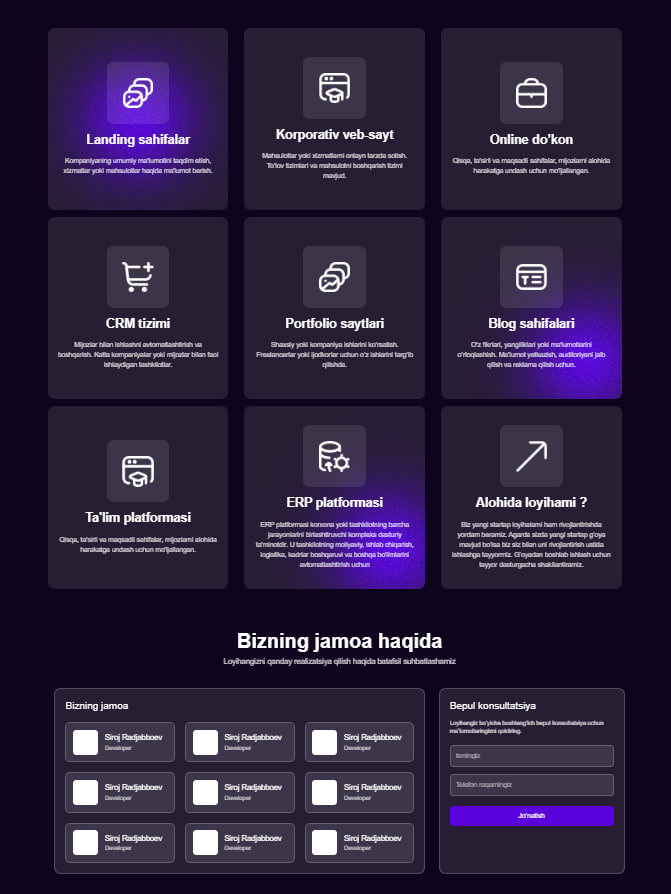 Landing sahifalar
Kompaniyaning umumiy ma'lumotini taqdim etish,
xizmatlar yoki mahsulotlar haqida ma'lumot berish.
Korporativ veb-sayt
Mahsulotlar yoki xizmatlarni onlayn tarzda sotish.
To'lov tizimlari va mahsulotni boshqarish tizimi
mavjud.
Online do'kon
Qisqa, ta'sirli va maqsadli sahifalar, mijozlarni alohida
harakatga undash uchun mo'ljallangan.
CRM tizimi
Mijozlar bilan ishlashni avtomatlashtirish va
boshqarish. Katta kompaniyalar yoki mijozlar bilan faol
ishlaydigan tashkilotlar.
Portfolio saytlari
Shaxsiy yoki kompaniya ishlarini ko'rsatish.
Freelancerlar yoki ijodkorlar uchun o'z ishlarini targ'ib
qilishda.
Blog sahifalari
O'z fikrlari, yangiliklari yoki ma'lumotlarini
o'rtoqlashish. Ma'lumot yetkazish, auditoriyani jalb
qilish va reklama qilish uchun.
Ta'lim platformasi
Qisqa, ta'sirli va maqsadli sahifalar, mijozlarni alohida
harakatga undash uchun mo'ljallangan.
ERP platformasi
ERP platformasi korxona yoki tashkilotning barcha
jarayonlarini birlashtiruvchi kompleks dasturiy
ta'minotdir. U tashkilotning moliyaviy, ishlab chiqarish,
logistika, kadrlar boshqaruvi va boshqa bo'limlarini
avtomatlashtirish uchun
Alohida loyihami ?
Biz yangi startap loyihalarni ham rivojlantirishda
yordam beramiz. Agarda sizda yangi startap g'oya
mavjud bo'lsa biz siz bilan uni rivojlantirish ustida
ishlashga tayyormiz. G'oyadan boshlab ishlash uchun
tayyor dasturgacha shakllantiramiz.
Bizning jamoa haqida
Loyihangizni qanday realizatsiya qilish haqida batafsil suhbatlashamiz
Bizning jamoa
Siroj Radjabboev
Developer
Siroj Radjabboev
Developer
Siroj Radjabboev
Developer
Siroj Radjabboev
Developer
Siroj Radjabboev
Developer
Siroj Radjabboev
Developer
Siroj Radjabboev
Developer
Siroj Radjabboev
Developer
Siroj Radjabboev
Developer
Bepul konsultatsiya
Loyihangiz bo'yicha boshlang'ich bepul konsultatsiya uchun
ma'lumotlaringizni qoldiring.
Ismingiz
Telefon raqamingiz
Jo'natish